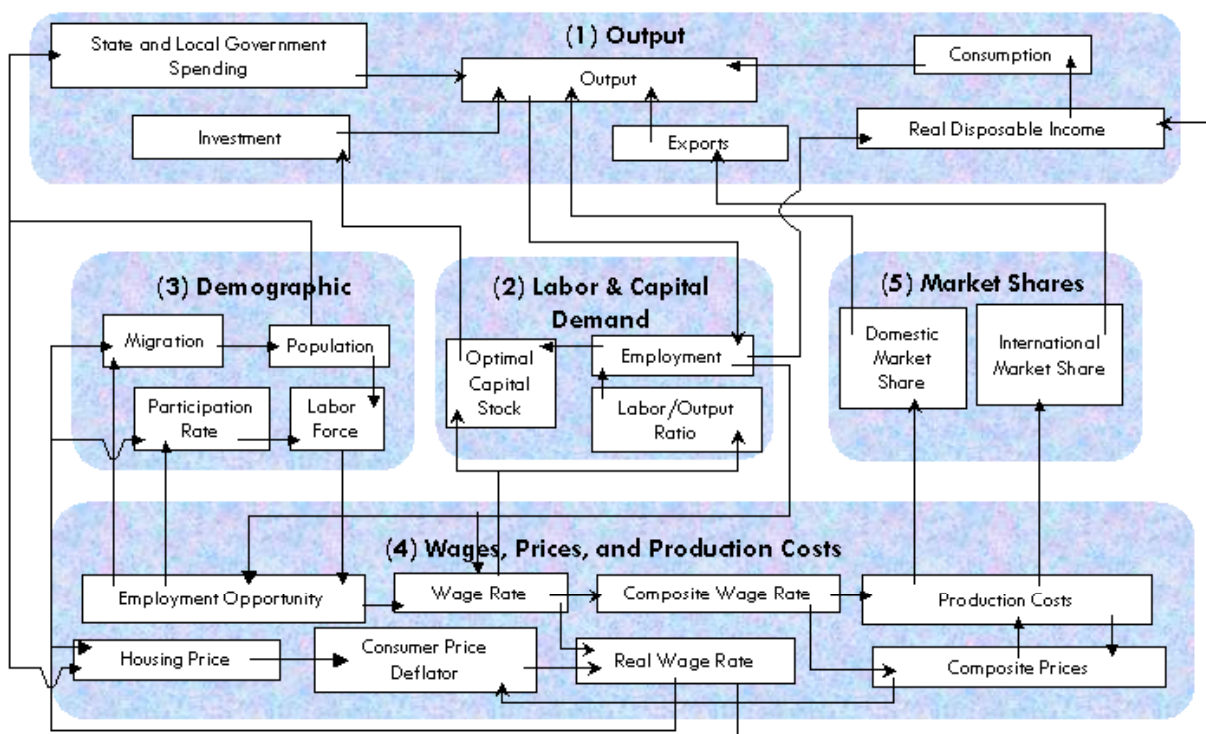 (1) Output
State and Local Government
Spending
Output
Consumption
Investment
Exports
Real Disposable Income
(3) Demographic
Migration
Population
Participation
Rate
Labor
Force
(2) Labor & Capital
Demand
Optimal
Capital
Stock
Employment
Labor/Output
Ratio
(5) Market Shares
Domestic
Market
Share
International
Market Share
(4) Wages, Prices, and Production Costs
Employment Opportunity
Wage Rate
Composite Wage Rate
Production Costs
Housing Price
Consumer Price
Deflator
Real Wage Rate
Composite Prices